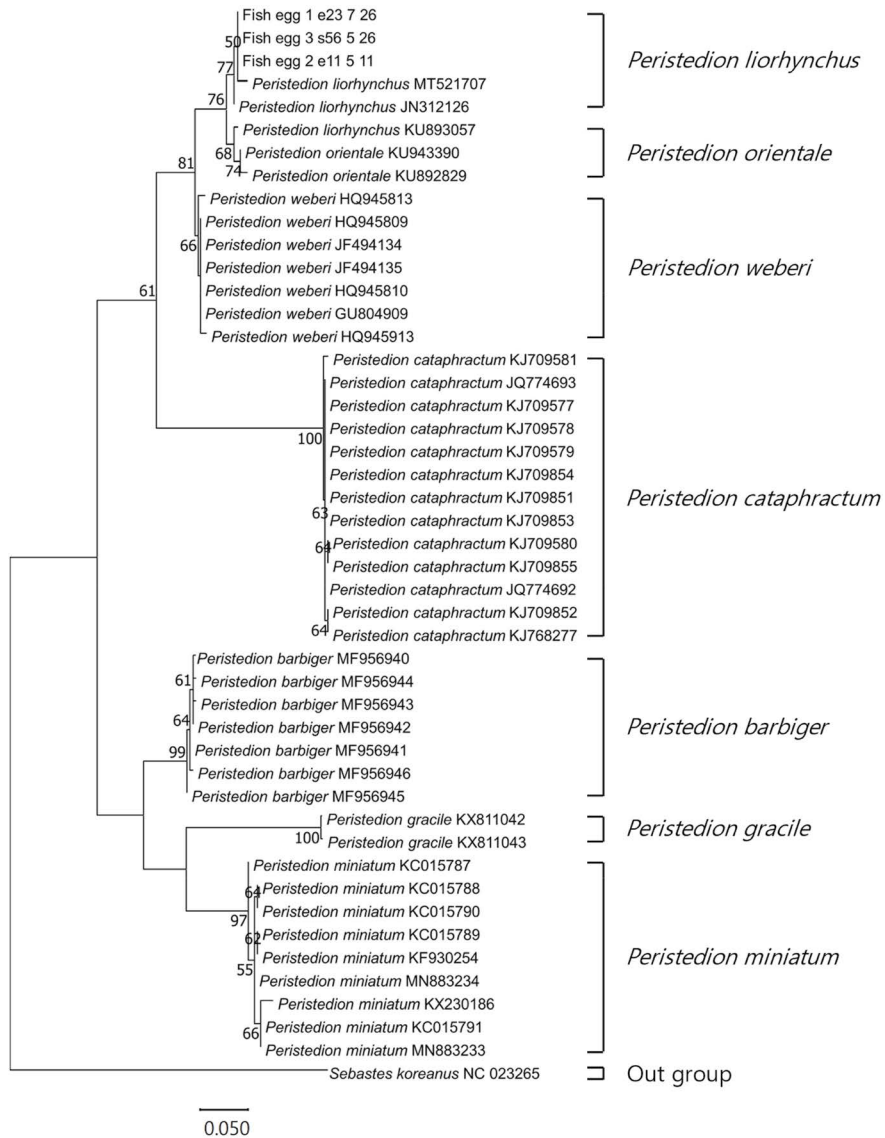 Fish egg 1 e23 7 26
50
Fish egg 3 s56 5 26
Peristedion liorhynchus
Fish egg 2 e11 5 11
77
Peristedion liorhynchus MT521707
76
Peristedion liorhynchus JN312126
Peristedion liorhynchus KU893057
68
Peristedion orientale KU943390
Peristedion orientale
74
Peristedion orientale KU892829
81
Peristedion weberi HQ945813
Peristedion weberi HQ945809
66
Peristedion weberi JF494134
Peristedion weberi JF494135
Peristedion weberi
61
Peristedion weberi HQ945810
Peristedion weberi GU804909
Peristedion weberi HQ945913
Peristedion cataphractum KJ709581
Peristedion cataphractum JQ774693
Peristedion cataphractum KJ709577
Peristedion cataphractum KJ709578
100
Peristedion cataphractum KJ709579
Peristedion cataphractum KJ709854
Peristedion cataphractum KJ709851
Peristedion cataphractum
63
Peristedion cataphractum KJ709853
64
Peristedion cataphractum KJ709580
Peristedion cataphractum KJ709855
Peristedion cataphractum JQ774692
Peristedion cataphractum KJ709852
64
Peristedion cataphractum KJ768277
Peristedion barbiger MF956940
61
Peristedion barbiger MF956944
Peristedion barbiger MF956943
64
Peristedion barbiger MF956942
Peristedion barbiger
99
Peristedion barbiger MF956941
Peristedion barbiger MF956946
Peristedion barbiger MF956945
Peristedion gracile KX811042
Peristedion gracile
100
Peristedion gracile KX811043
Peristedion miniatum KC015787
64
Peristedion miniatum KC015788
97
Peristedion miniatum KC015790
62
Peristedion miniatum KC015789
Peristedion miniatum
55
Peristedion miniatum KF930254
Peristedion miniatum MN883234
Peristedion miniatum KX230186
66
Peristedion miniatum KC015791
Peristedion miniatum MN883233
Sebastes koreanus NC 023265
Out group
0.050